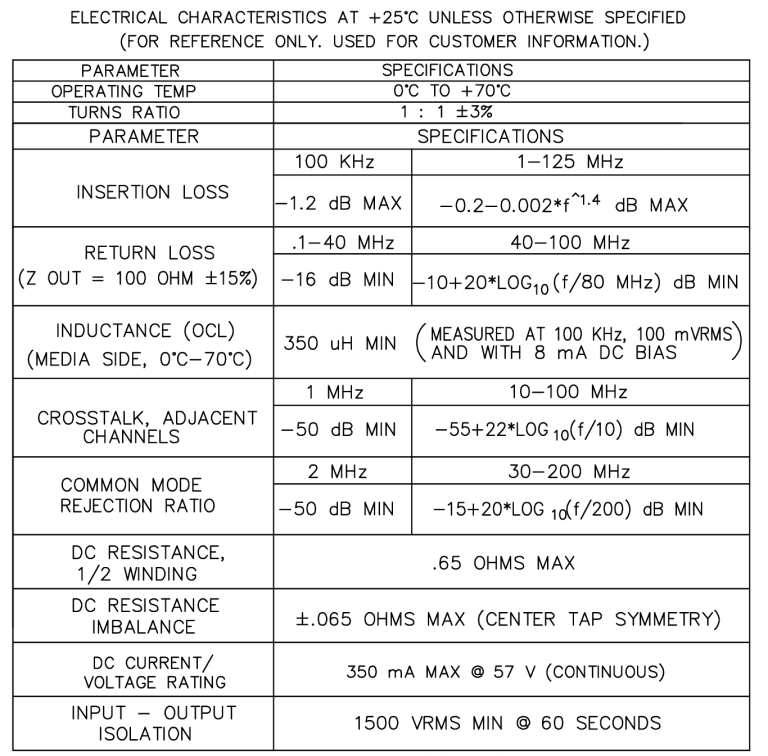 ELECTRICAL CHARACTERISTICS AT +25°C UNLESS OTHERWISE SPECIFIED
(FOR REFERENCE ONLY. USED FOR CUSTOMER INFORMATION.)
PARAMETER SPECIFICATIONS
OPERATING TEMP 0°C TO +70°C
TURNS RATIO 1 : 1 ±3%
PARAMETER SPECIFICATIONS
INSERTION LOSS
100 KHz 1–125 MHz
–1.2 dB MAX –0.2–0.002*f^1.4 dB MAX
RETURN LOSS
(Z OUT = 100 OHM ±15%)
.1–40 MHz 40–100 MHz
–16 dB MIN –10+20*LOG10(f/80 MHz) dB MIN
INDUCTANCE (OCL)
(MEDIA SIDE, 0°C–70°C)
350 uH MIN (MEASURED AT 100 KHz, 100 mVRMS)
AND WITH 8 mA DC BIAS
CROSSTALK, ADJACENT
CHANNELS
1 MHz 10–100 MHz
–50 dB MIN –55+22*LOG10(f/10) dB MIN
COMMON MODE
REJECTION RATIO
2 MHz 30–200 MHz
–50 dB MIN –15+20*LOG10(f/200) dB MIN
DC RESISTANCE,
1/2 WINDING
.65 OHMS MAX
DC RESISTANCE
IMBALANCE
±.065 OHMS MAX (CENTER TAP SYMMETRY)
DC CURRENT/
VOLTAGE RATING
350 mA MAX @ 57 V (CONTINUOUS)
INPUT – OUTPUT
ISOLATION
1500 VRMS MIN @ 60 SECONDS